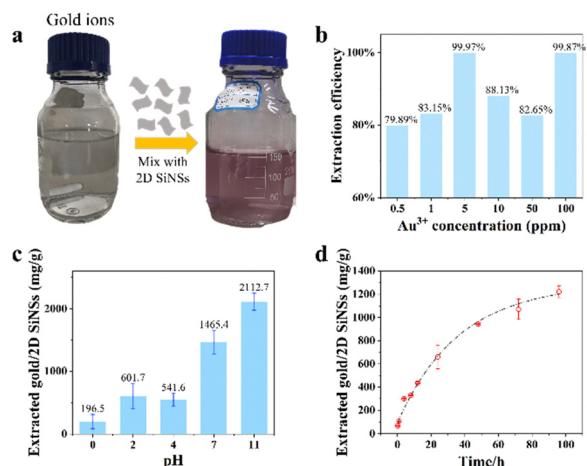 a
Gold ions
Mix with
2D SiNSs
150
100
50
b
Extraction efficiency
100%
80%
60%
79.89%
83.15%
99.97%
88.13%
82.65%
99.87%
0.5 1 5 10 50 100
Au³⁺ concentration (ppm)
c
Extracted gold/2D SiNSs (mg/g)
2000
1000
0
196.5
601.7
541.6
1465.4
2112.7
0 2 4 7 11
pH
d
Extracted gold/2D SiNSs (mg/g)
1400
1200
1000
800
600
400
200
0
0 20 40 60 80 100
Time/h